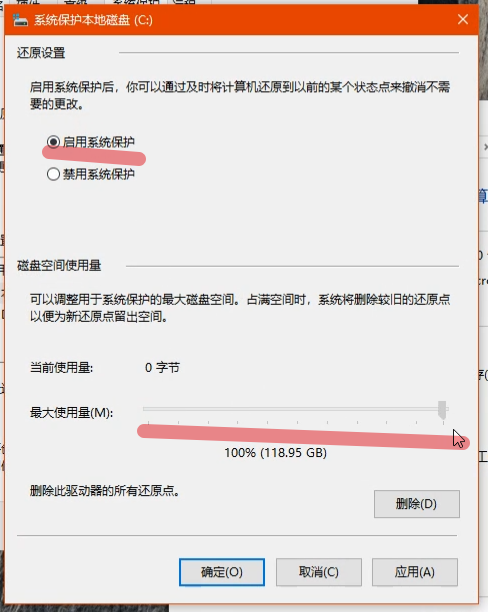 系统保护本地磁盘 (C:)
还原设置
启用系统保护后，你可以通过及时将计算机还原到以前的某个状态点来撤消不需
要的更改。
启用系统保护
禁用系统保护
磁盘空间使用量
可以调整用于系统保护的最大磁盘空间。占满空间时，系统将删除较旧的还原点
以便为新还原点留出空间。
当前使用量: 0 字节
最大使用量(M):
100% (118.95 GB)
删除此驱动器的所有还原点。
删除(D)
确定(O) 取消(C) 应用(A)